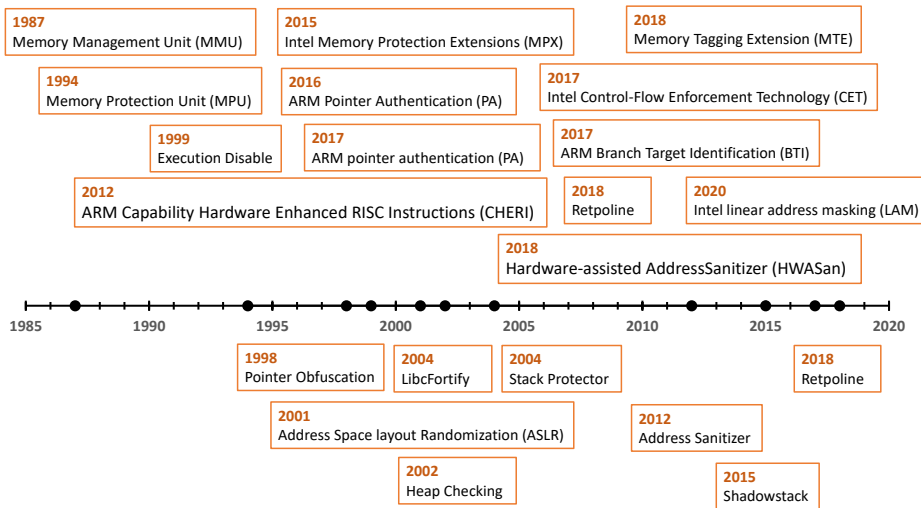 1987
Memory Management Unit (MMU)
2015
Intel Memory Protection Extensions (MPX)
2018
Memory Tagging Extension (MTE)
1994
Memory Protection Unit (MPU)
2016
ARM Pointer Authentication (PA)
2017
Intel Control-Flow Enforcement Technology (CET)
1999
Execution Disable
2017
ARM pointer authentication (PA)
2017
ARM Branch Target Identification (BTI)
2012
ARM Capability Hardware Enhanced RISC Instructions (CHERI)
2018
Retpoline
2020
Intel linear address masking (LAM)
2018
Hardware-assisted AddressSanitizer (HWASan)
1985 1990 1995 2000 2005 2010 2015 2020
1998
Pointer Obfuscation
2004
LibcFortify
2004
Stack Protector
2018
Retpoline
2001
Address Space layout Randomization (ASLR)
2012
Address Sanitizer
2002
Heap Checking
2015
Shadowstack